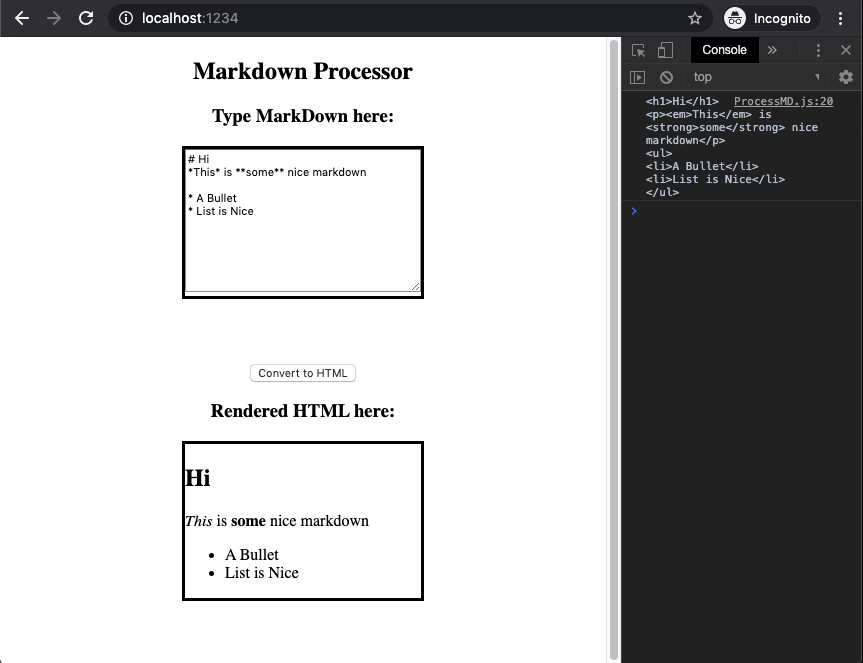 localhost:1234
Incognito
Console
top
Markdown Processor
Type MarkDown here:
# Hi
*This* is **some** nice markdown
* A Bullet
* List is Nice
Convert to HTML
Rendered HTML here:
Hi
This is some nice markdown
• A Bullet
• List is Nice
<h1>Hi</h1> ProcessMD.js:20
<p><em>This</em> is
<strong>some</strong> nice
markdown</p>
<ul>
<li>A Bullet</li>
<li>List is Nice</li>
</ul>